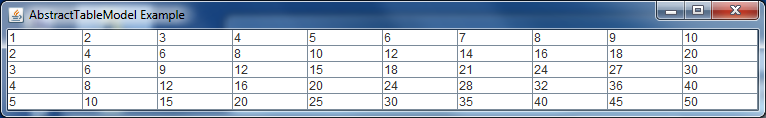 AbstractTableModel Example
1 2 3 4 5 6 7 8 9 10
2 4 6 8 10 12 14 16 18 20
3 6 9 12 15 18 21 24 27 30
4 8 12 16 20 24 28 32 36 40
5 10 15 20 25 30 35 40 45 50